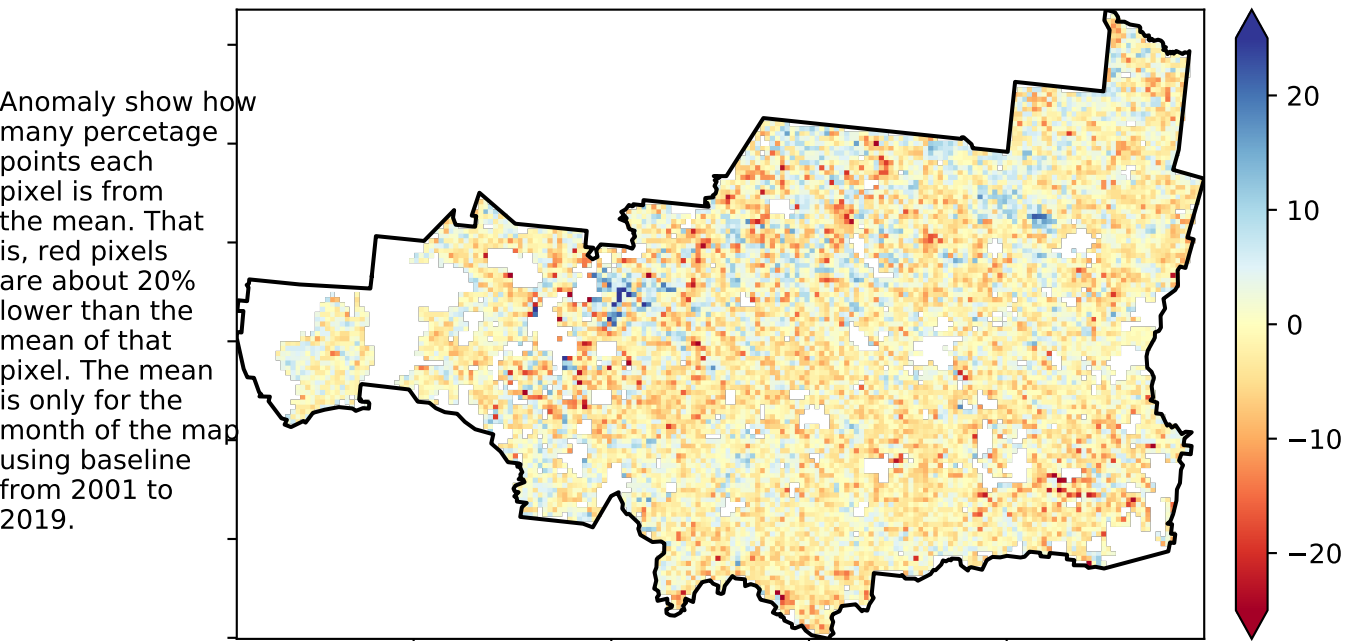 Anomaly show how
many percetage
points each
pixel is from
the mean. That
is, red pixels
are about 20%
lower than the
mean of that
pixel. The mean
is only for the
month of the map
using baseline
from 2001 to
2019.
20
10
0
−10
−20